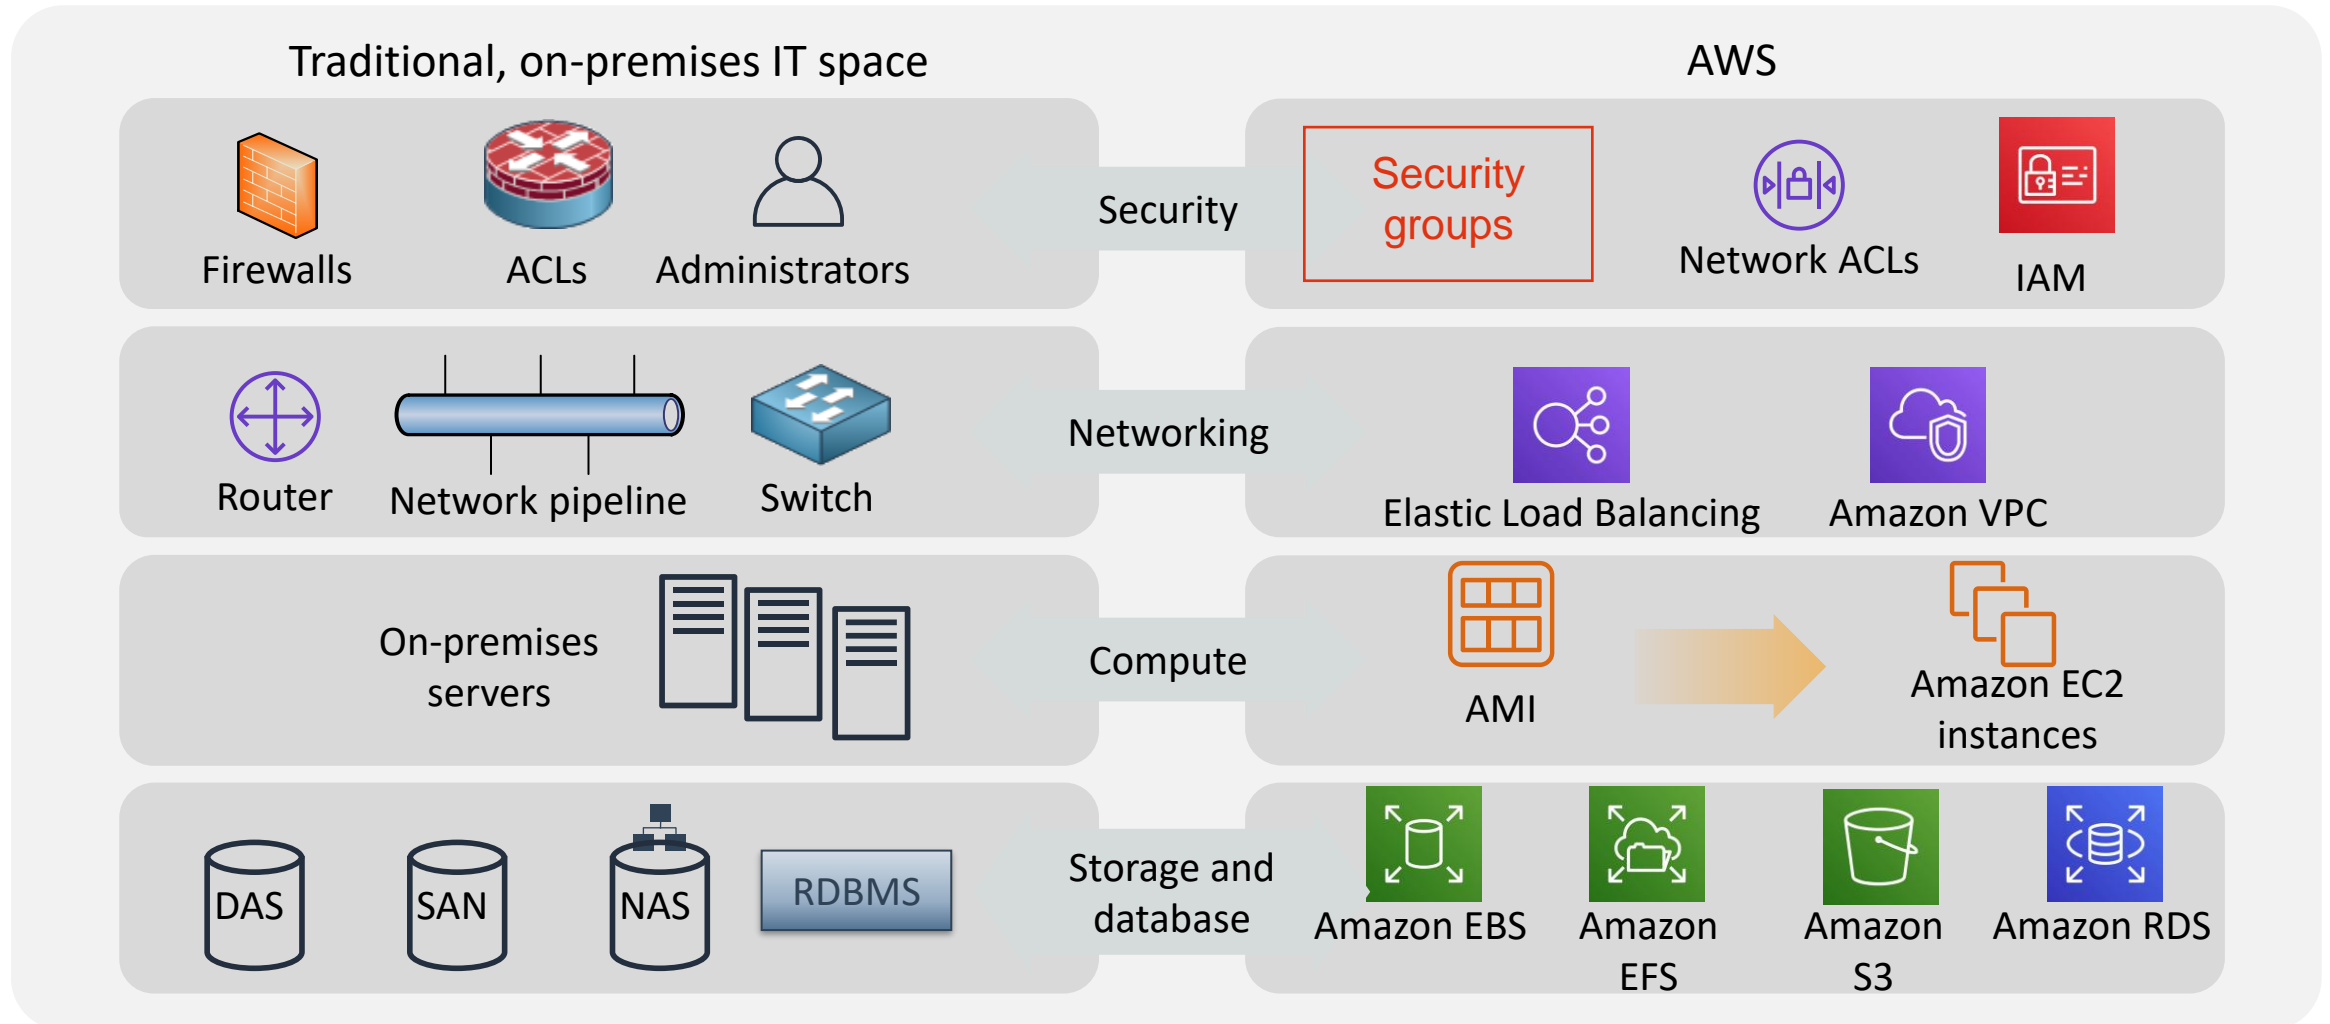 Traditional, on-premises IT space
AWS
Firewalls
ACLs
Administrators
Security
Security
groups
Network ACLs
IAM
Router
Network pipeline
Switch
Networking
Elastic Load Balancing
Amazon VPC
On-premises
servers
Compute
AMI
Amazon EC2
instances
DAS
SAN
NAS
RDBMS
Storage and
database
Amazon EBS
Amazon
EFS
Amazon
S3
Amazon RDS